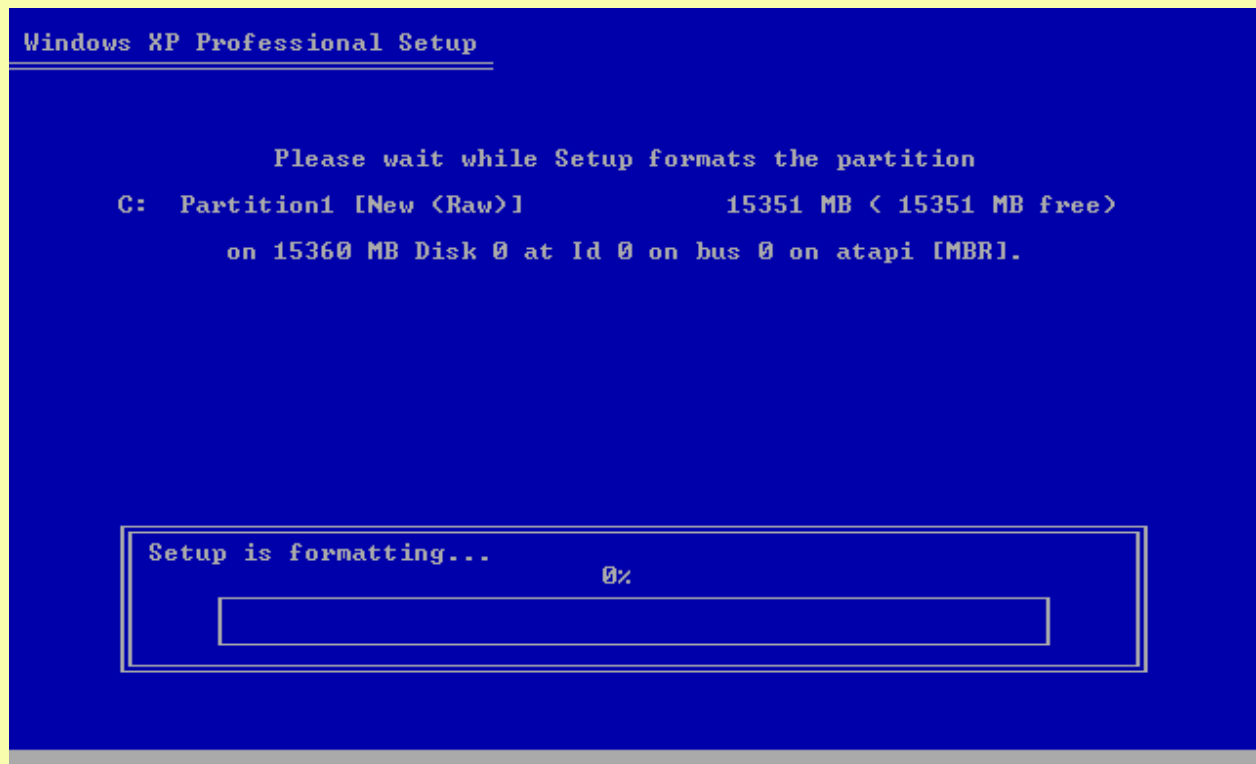 Windows XP Professional Setup
Please wait while Setup formats the partition
C: Partition1 [New (Raw)] 15351 MB ( 15351 MB free)
on 15360 MB Disk 0 at Id 0 on bus 0 on atapi [MBR].
Setup is formatting...
0%